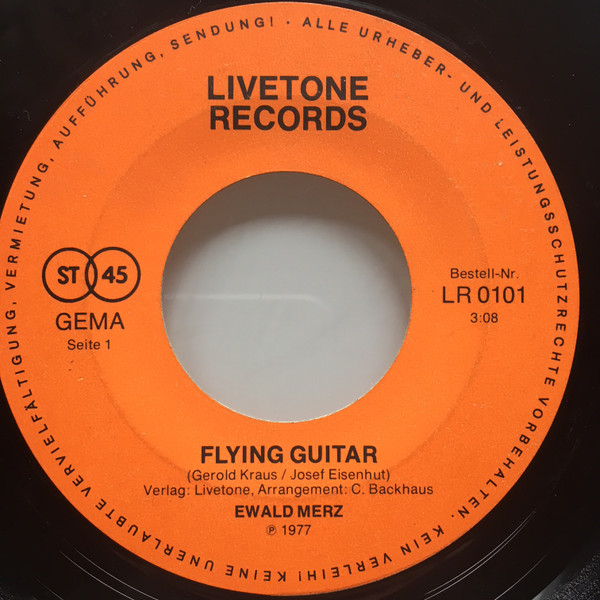 ALLE URHEBER- UND LEISTUNGSSCHUTZRECHTE VORBEHALTEN. KEIN VERLEIH! KEINE UNERLAUBTE VERVIELFÄLTIGUNG, VERMIETUNG, AUFFÜHRUNG, SENDUNG! ·
LIVETONE
RECORDS
ST 45
GEMA
Seite 1
Bestell-Nr.
LR 0101
3:08
FLYING GUITAR
(Gerold Kraus / Josef Eisenhut)
Verlag: Livetone, Arrangement: C. Backhaus
EWALD MERZ
℗ 1977